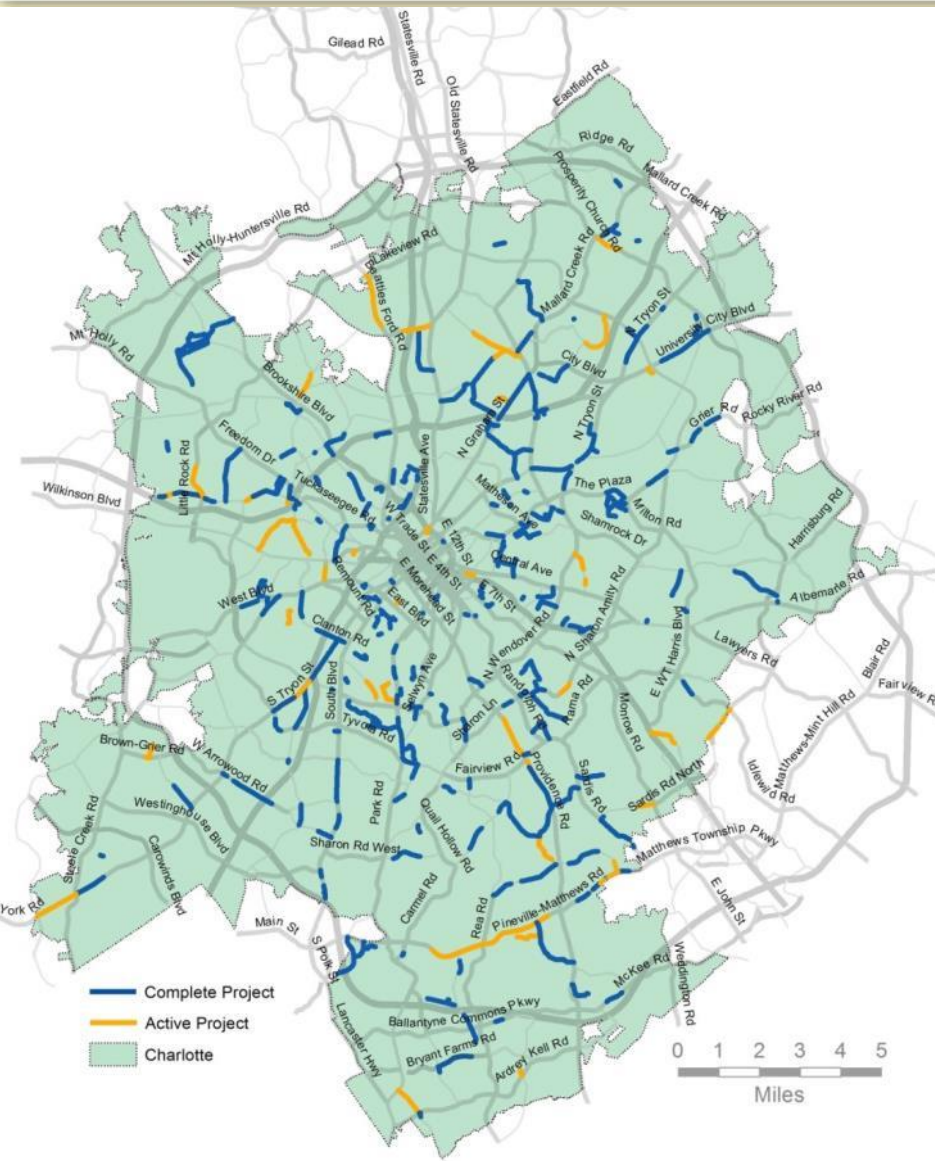 Gilead Rd
Statesville Rd
Old Statesville Rd
Eastfield Rd
Ridge Rd
Prosperity Church Rd
Mallard Creek Rd
Mt Holly-Huntersville Rd
Lakeview Rd
Beatties Ford Rd
Mallard Creek Rd
N Tryon St
University City Blvd
Mt Holly Rd
Brookshire Blvd
City Blvd
N Graham St
N Tryon St
Grier Rd
Rocky River Rd
Freedom Dr
Little Rock Rd
Statesville Ave
Wilkinson Blvd
Tuckaseegee Rd
Matheson Ave
The Plaza
Milton Rd
Shamrock Dr
Harrisburg Rd
W Trade St
E 12th St
E 4th St
Central Ave
Remount Rd
E Morehead St
E 7th St
West Blvd
East Blvd
N Sharon Amity Rd
Albemarle Rd
Clanton Rd
N Wendover Rd
E WT Harris Blvd
Lawyers Rd
Blair Rd
S Tryon St
South Blvd
Selwyn Ave
Randolph Rd
Rama Rd
Monroe Rd
Fairview R
Matthews-Mint Hill Rd
Tyvola Rd
Sharon Ln
Brown-Grier Rd
W Arrowood Rd
Fairview Rd
Providence Rd
Sardis Rd
Idlewild Rd
Sardis Rd North
Steele Creek Rd
Westinghouse Blvd
Park Rd
Quail Hollow Rd
Carowinds Blvd
Sharon Rd West
Matthews Township Pkwy
York Rd
Carmel Rd
Rea Rd
Pineville-Matthews Rd
E John St
Main St
S Polk St
McKee Rd
Weddington Rd
Complete Project
Active Project
Charlotte
Lancaster Hwy
Ballantyne Commons Pkwy
Bryant Farms Rd
Ardrey Kell Rd
0 1 2 3 4 5
Miles